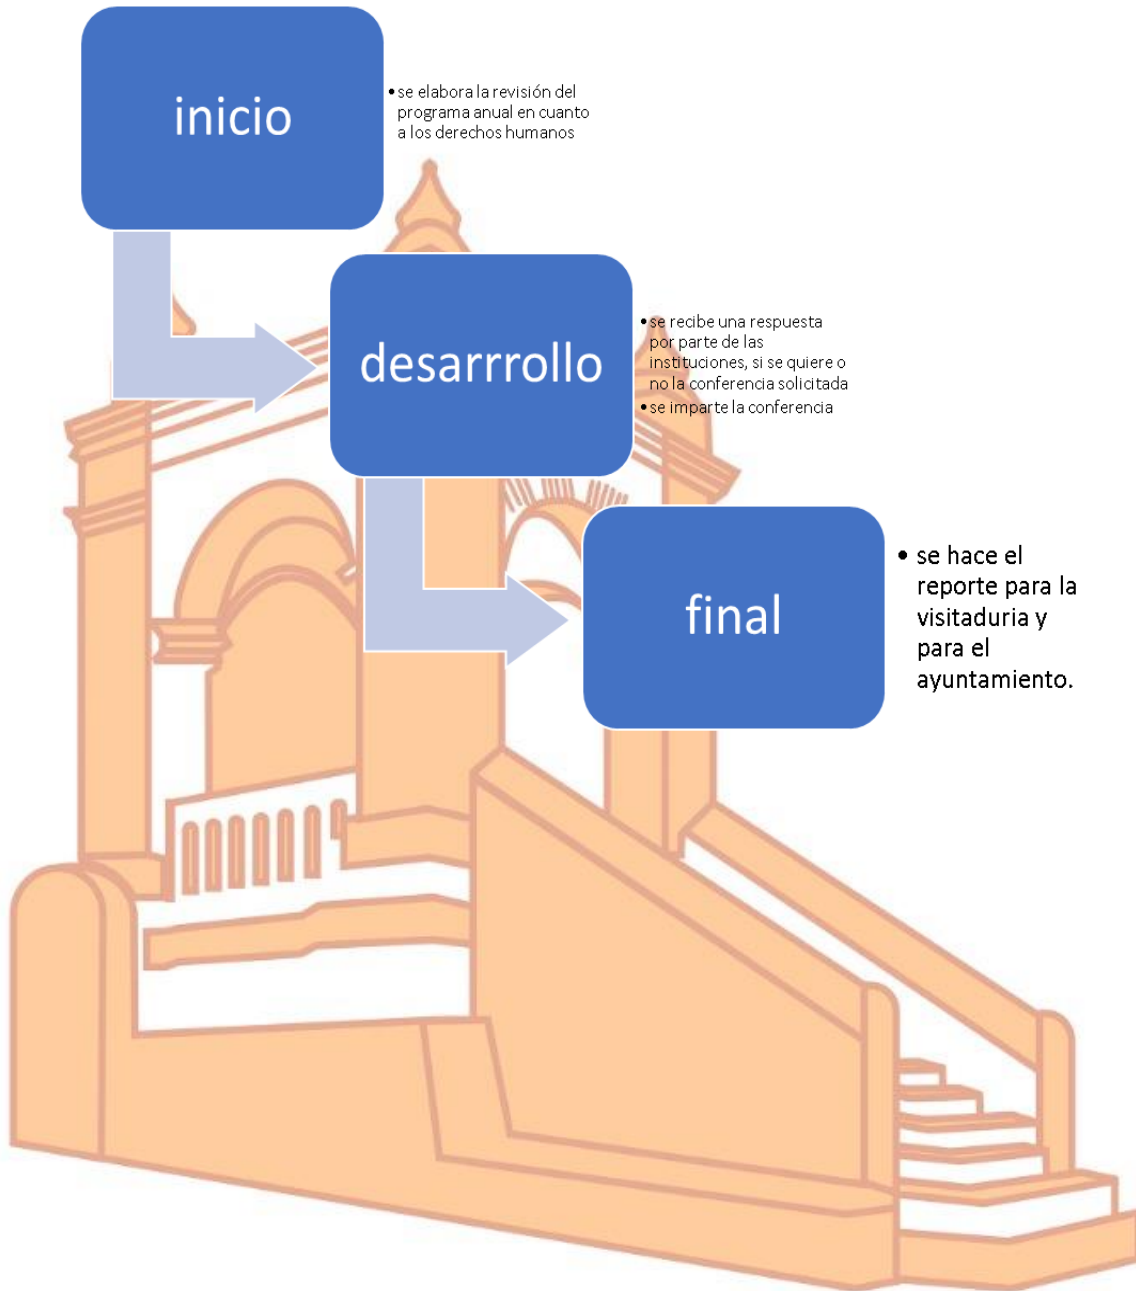 inicio
• se elabora la revisión del
programa anual en cuanto
a los derechos humanos
desarrrollo
• se recibe una respuesta
por parte de las
instituciones, si se quiere o
no la conferencia solicitada
• se imparte la conferencia
final
• se hace el
reporte para la
visitaduria y
para el
ayuntamiento.